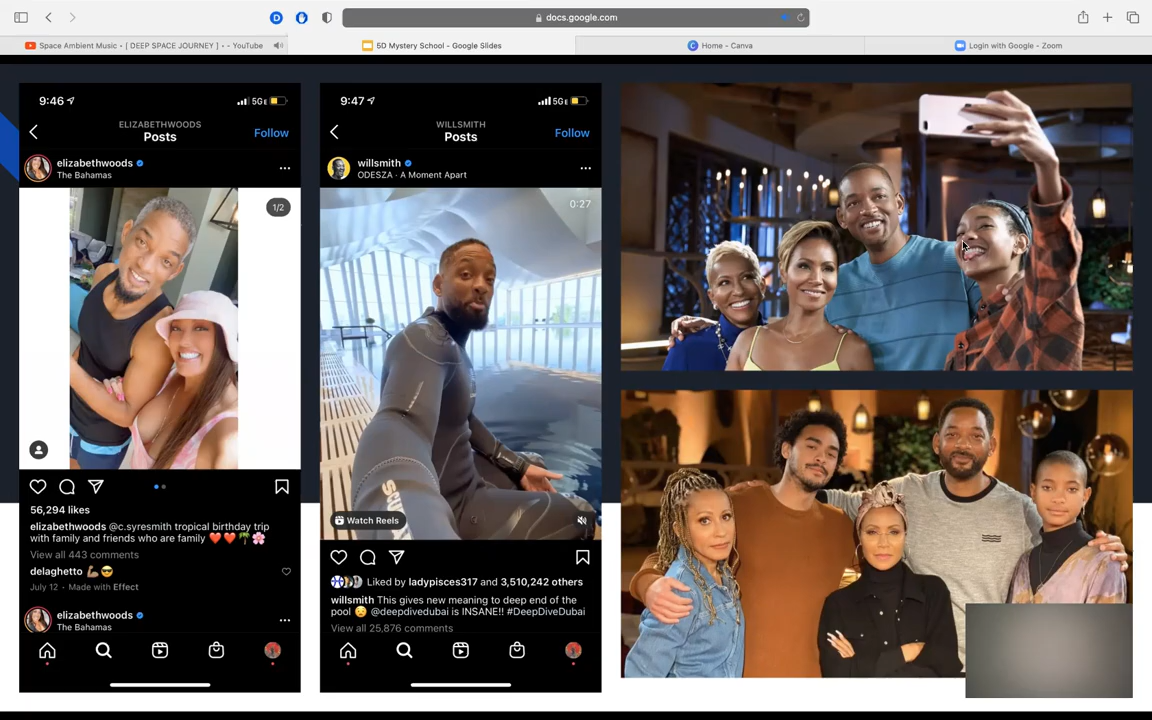 docs.google.com
Space Ambient Music • [ DEEP SPACE JOURNEY ] • - YouTube
5D Mystery School - Google Slides
Home - Canva
Login with Google - Zoom
9:46
5GE
ELIZABETHWOODS
Posts
Follow
elizabethwoods
The Bahamas
1/2
56,294 likes
elizabethwoods @c.syresmith tropical birthday trip
with family and friends who are family ❤️❤️🌴🌸
View all 443 comments
delaghetto 💪🏽😎
July 12 • Made with Effect
elizabethwoods
The Bahamas
9:47
5GE
WILLSMITH
Posts
Follow
willsmith
ODESZA · A Moment Apart
0:27
SCUBA
Watch Reels
Liked by ladypisces317 and 3,510,242 others
willsmith This gives new meaning to deep end of the
pool 😄 @deepdivedubai is INSANE!! #DeepDiveDubai
View all 25,876 comments